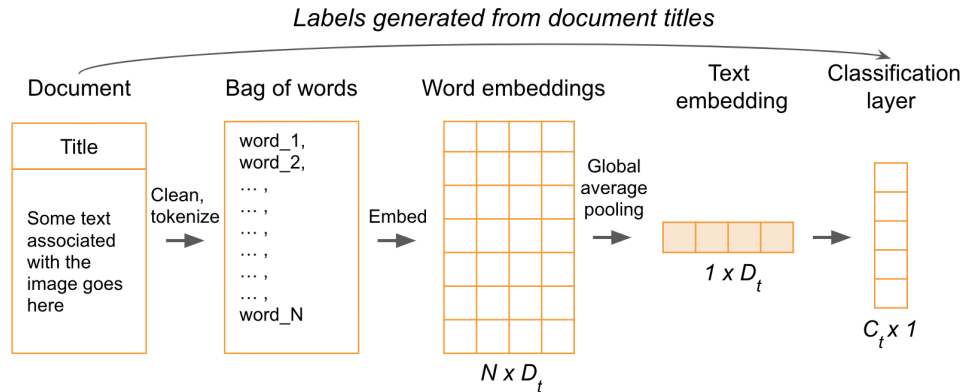 Labels generated from document titles
Document
Bag of words
Word embeddings
Text
embedding
Classification
layer
Title
Some text
associated
with the
image goes
here
Clean,
tokenize
word_1,
word_2,
... ,
... ,
... ,
... ,
... ,
... ,
word_N
Embed
N x D_t
Global
average
pooling
1 x D_t
C_t x 1